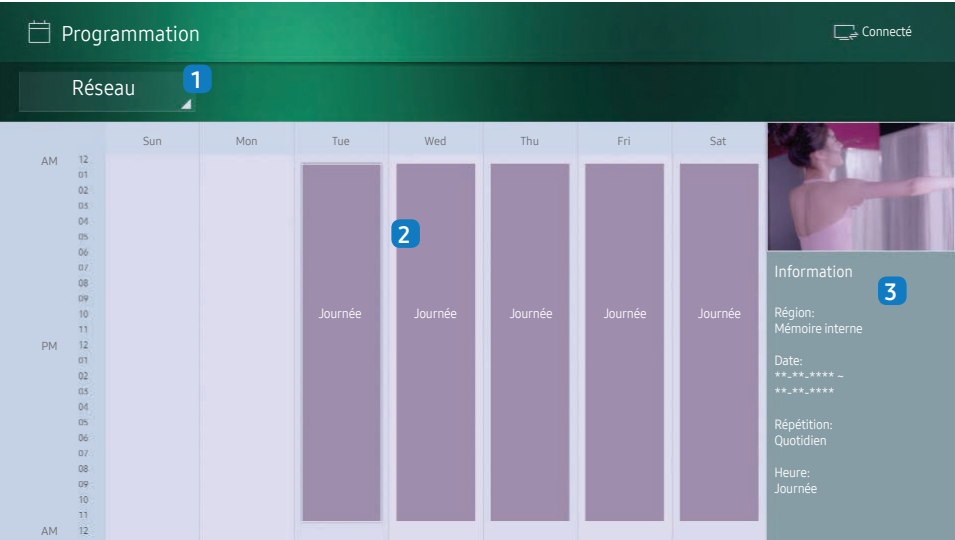 Programmation
Connecté
Réseau
1
Sun Mon Tue Wed Thu Fri Sat
AM 12
01
02
03
04
05
06
07
08
09
10
11
PM 12
01
02
03
04
05
06
07
08
09
10
11
AM 12
2
Journée Journée Journée Journée Journée
Information
3
Région:
Mémoire interne
Date:
**-**-**** ~
**-**-****
Répétition:
Quotidien
Heure:
Journée